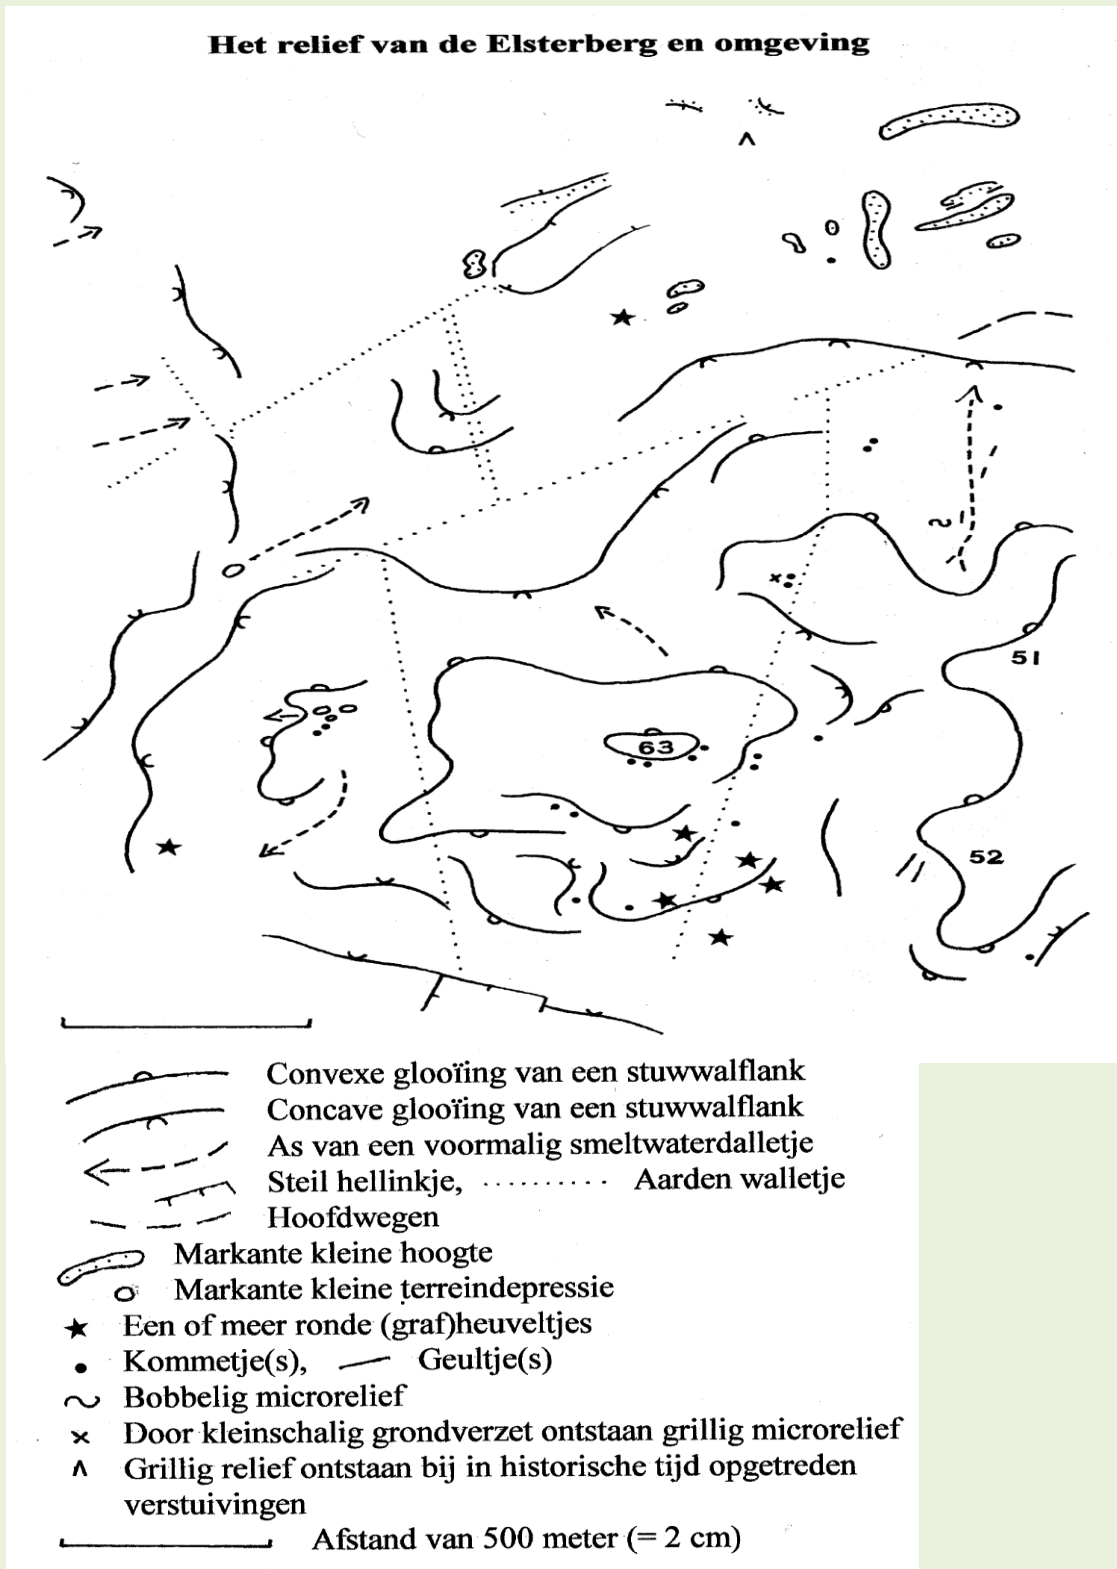 Het relief van de Elsterberg en omgeving
51
63
52
Convexe glooïing van een stuwwalflank
Concave glooïing van een stuwwalflank
As van een voormalig smeltwaterdalletje
Steil hellinkje, .......... Aarden walletje
Hoofdwegen
Markante kleine hoogte
Markante kleine terreindepressie
Een of meer ronde (graf)heuveltjes
Kommetje(s), Geultje(s)
Bobbelig microrelief
Door kleinschalig grondverzet ontstaan grillig microrelief
Grillig relief ontstaan bij in historische tijd opgetreden
verstuivingen
Afstand van 500 meter (= 2 cm)